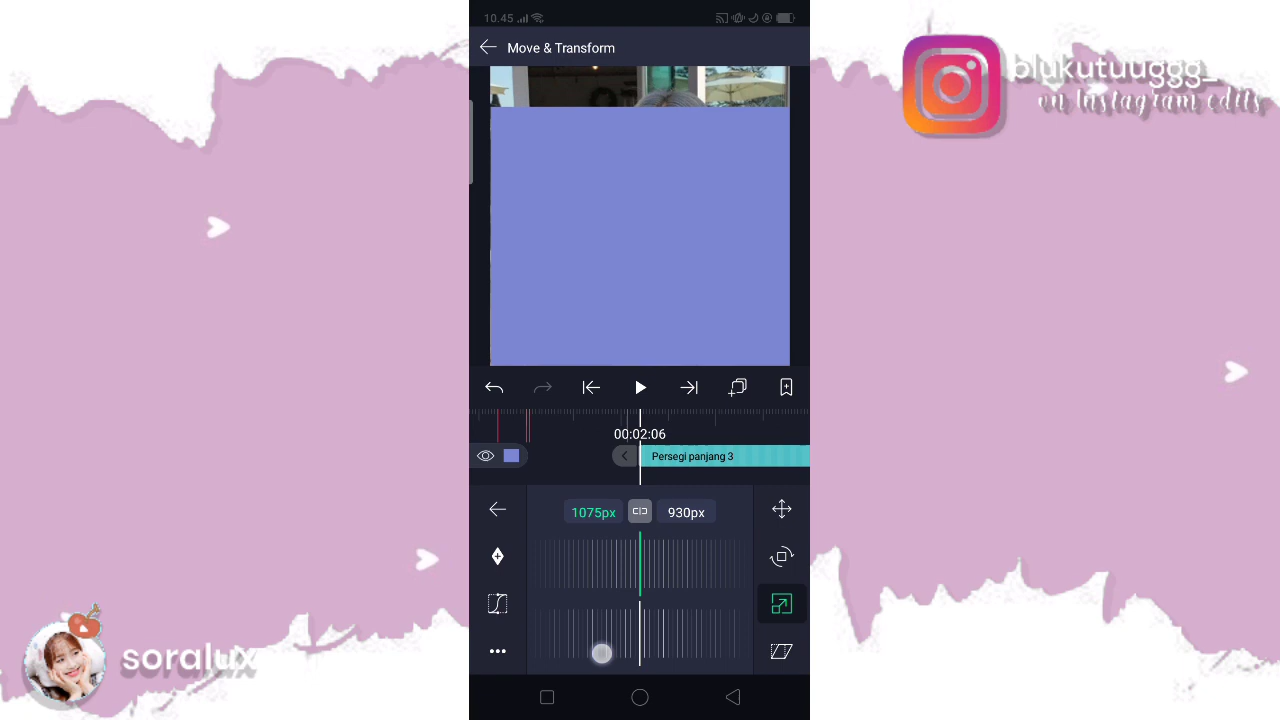 10.45
Move & Transform
blukutuuggg_
on Instagram edits
00:02:06
Persegi panjang 3
1075px
930px
soralux